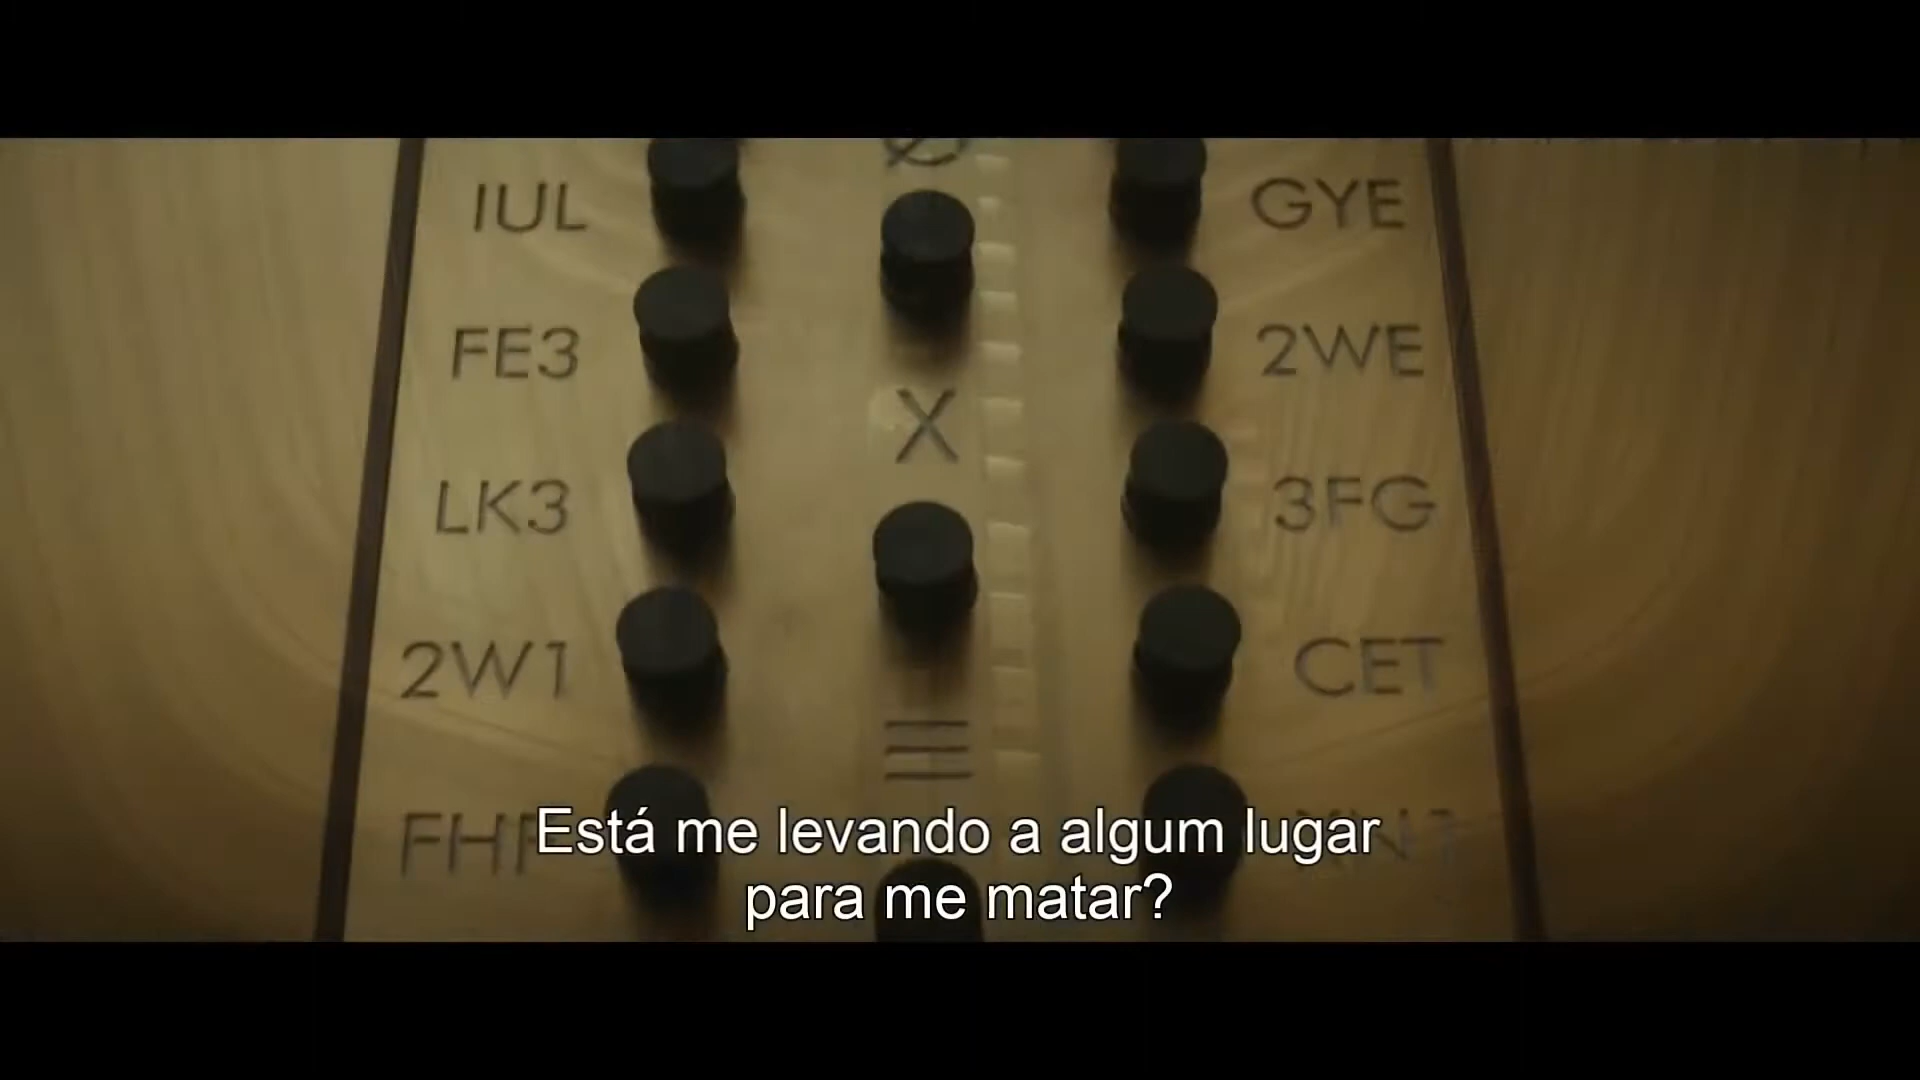 IUL
GYE
FE3
2WE
X
LK3
3FG
2W1
CET
Está me levando a algum lugar
para me matar?